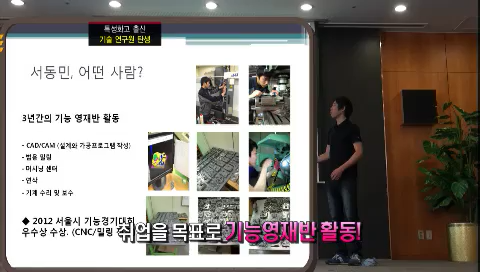 특성화고 출신
기술 연구원 탄생
서동민, 어떤 사람?
3년간의 기능 영재반 활동
- CAD/CAM (설계와 가공프로그램 작성)
- 범용 밀링
- 머시닝 센터
- 연삭
- 기계 수리 및 보수
◆ 2012 서울시 기능경기대회
우수상 수상. (CNC/밀링
취업을 목표로 기능영재반 활동!